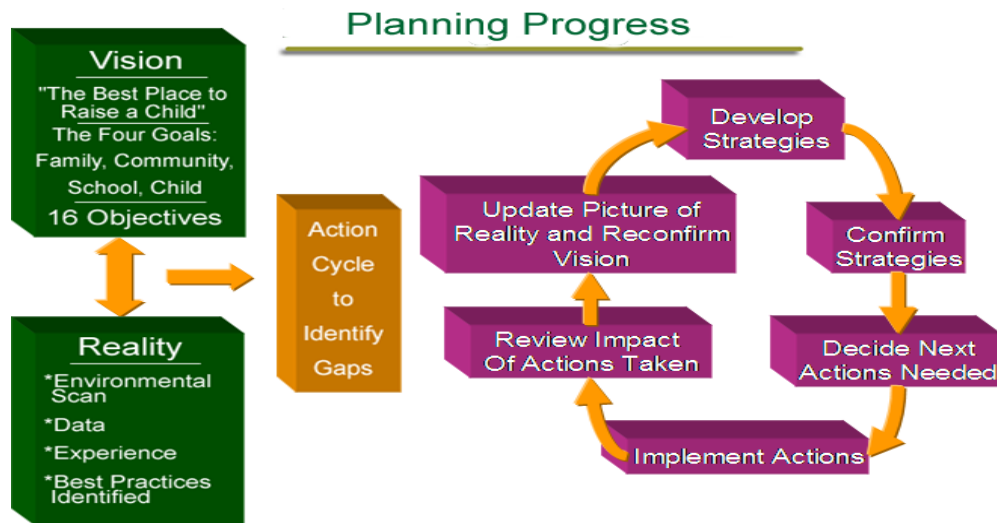 Planning Progress
Vision
"The Best Place to
Raise a Child"
The Four Goals:
Family, Community,
School, Child
16 Objectives
Reality
*Environmental
Scan
*Data
*Experience
*Best Practices
Identified
Action
Cycle
to
Identify
Gaps
Develop
Strategies
Confirm
Strategies
Decide Next
Actions Needed
Implement Actions
Review Impact
Of Actions Taken
Update Picture of
Reality and Reconfirm
Vision